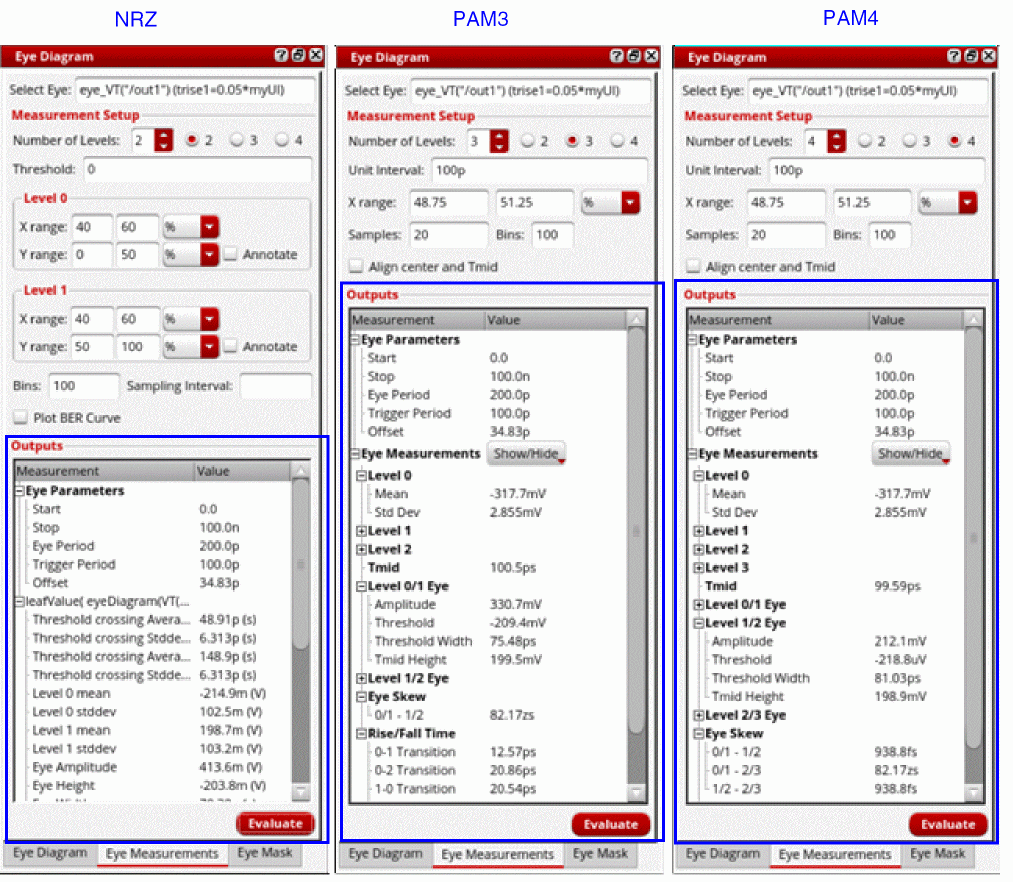 NRZ
PAM3
PAM4
Eye Diagram
Select Eye: eye_VT("/out1") (trise1=0.05*myUI)
Measurement Setup
Number of Levels: 2 2 3 4
Threshold: 0
Level 0
X range: 40 60 %
Y range: 0 50 % Annotate
Level 1
X range: 40 60 %
Y range: 50 100 % Annotate
Bins: 100 Sampling Interval:
Plot BER Curve
Outputs
Measurement Value
Eye Parameters
Start 0.0
Stop 100.0n
Eye Period 200.0p
Trigger Period 100.0p
Offset 34.83p
leafValue( eyeDiagram(VT(...
Threshold crossing Avera... 48.91p (s)
Threshold crossing Stdde... 6.313p (s)
Threshold crossing Avera... 148.9p (s)
Threshold crossing Stdde... 6.313p (s)
Level 0 mean -214.9m (V)
Level 0 stddev 102.5m (V)
Level 1 mean 198.7m (V)
Level 1 stddev 103.2m (V)
Eye Amplitude 413.6m (V)
Eye Height -203.8m (V)
Evaluate
Eye Diagram Eye Measurements Eye Mask
Eye Diagram
Select Eye: eye_VT("/out1") (trise1=0.05*myUI)
Measurement Setup
Number of Levels: 3 2 3 4
Unit Interval: 100p
X range: 48.75 51.25 %
Samples: 20 Bins: 100
Align center and Tmid
Outputs
Measurement Value
Eye Parameters
Start 0.0
Stop 100.0n
Eye Period 200.0p
Trigger Period 100.0p
Offset 34.83p
Eye Measurements Show/Hide
Level 0
Mean -317.7mV
Std Dev 2.855mV
Level 1
Level 2
Tmid 100.5ps
Level 0/1 Eye
Amplitude 330.7mV
Threshold -209.4mV
Threshold Width 75.48ps
Tmid Height 199.5mV
Level 1/2 Eye
Eye Skew
0/1 - 1/2 82.17zs
Rise/Fall Time
0-1 Transition 12.57ps
0-2 Transition 20.86ps
1-0 Transition 20.54ps
Evaluate
Eye Diagram Eye Measurements Eye Mask
Eye Diagram
Select Eye: eye_VT("/out1") (trise1=0.05*myUI)
Measurement Setup
Number of Levels: 4 2 3 4
Unit Interval: 100p
X range: 48.75 51.25 %
Samples: 20 Bins: 100
Align center and Tmid
Outputs
Measurement Value
Eye Parameters
Start 0.0
Stop 100.0n
Eye Period 200.0p
Trigger Period 100.0p
Offset 34.83p
Eye Measurements Show/Hide
Level 0
Mean -317.7mV
Std Dev 2.855mV
Level 1
Level 2
Level 3
Tmid 99.59ps
Level 0/1 Eye
Level 1/2 Eye
Amplitude 212.1mV
Threshold -218.8uV
Threshold Width 81.03ps
Tmid Height 198.9mV
Level 2/3 Eye
Eye Skew
0/1 - 1/2 938.8fs
0/1 - 2/3 82.17zs
1/2 - 2/3 938.8fs
Evaluate
Eye Diagram Eye Measurements Eye Mask